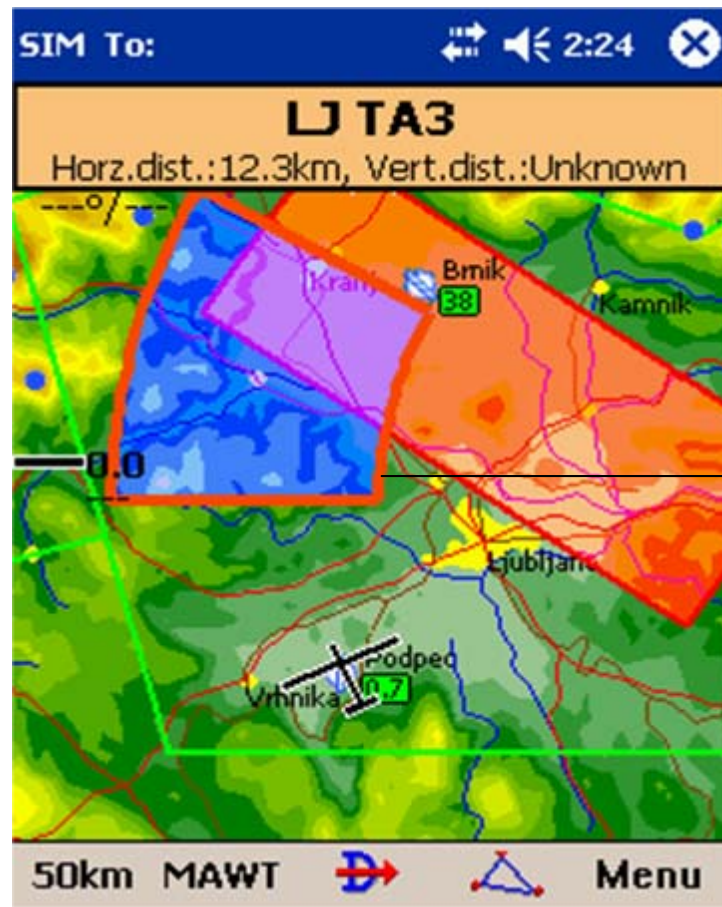 SIM To: 2:24
LJ TA3
Horz.dist.:12.3km, Vert.dist.:Unknown
---°/---
Brnik
Kranj
38
Kamnik
0.0
---
Ljubljana
Podpec
Vrhnika
0.7
50km MAWT D Menu